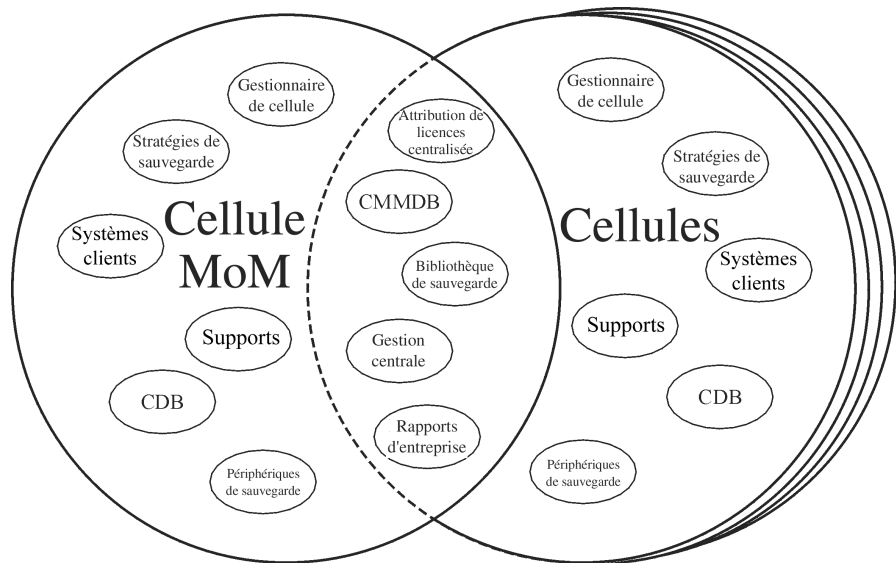 Gestionnaire
de cellule
Stratégies de
sauvegarde
Cellule
MoM
Systèmes
clients
Supports
CDB
Périphériques
de sauvegarde
Attribution de
licences
centralisée
CMMDB
Bibliothèque
de sauvegarde
Gestion
centrale
Rapports
d'entreprise
Gestionnaire
de cellule
Stratégies de
sauvegarde
Cellules
Systèmes
clients
Supports
CDB
Périphériques
de sauvegarde